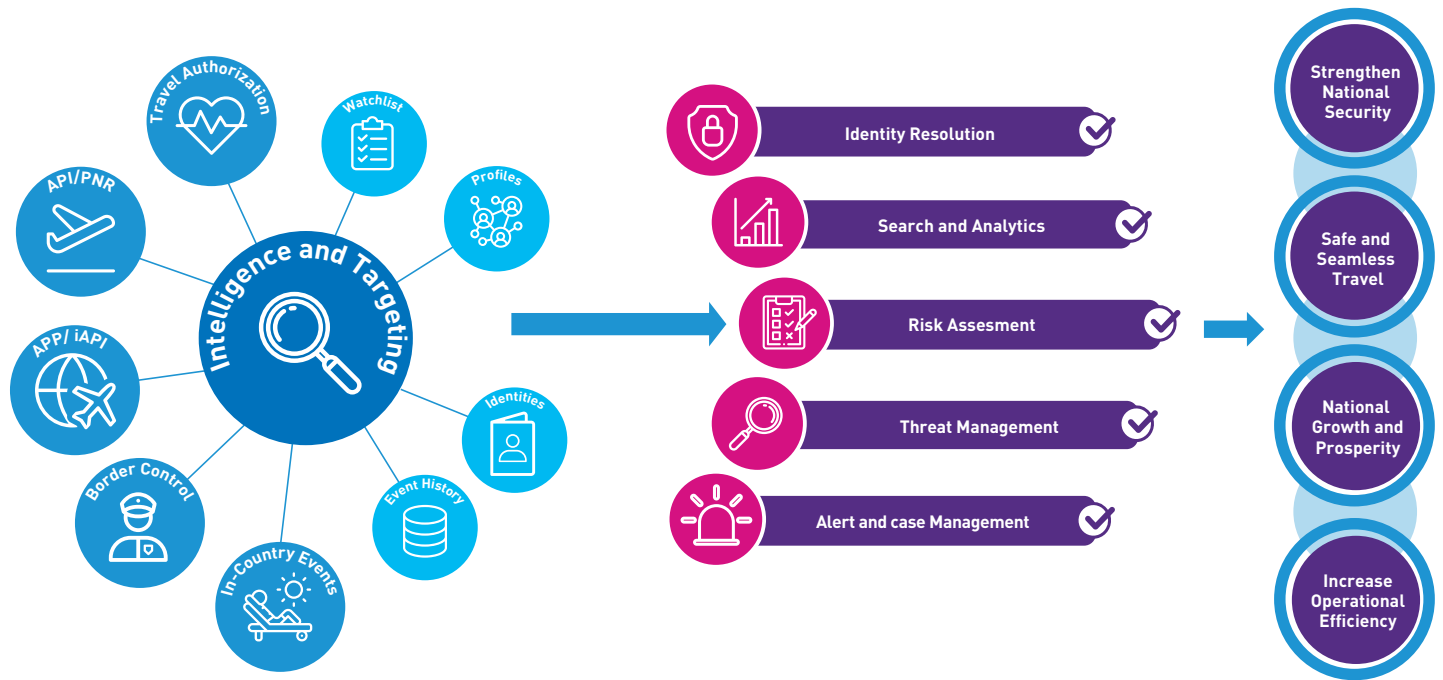 Travel Authorization
Watchlist
Profiles
API/PNR
Intelligence and Targeting
APP/ iAPI
Identities
Border Control
Event History
In-Country Events
Identity Resolution
Search and Analytics
Risk Assesment
Threat Management
Alert and case Management
Strengthen
National
Security
Safe and
Seamless
Travel
National
Growth and
Prosperity
Increase
Operational
Efficiency